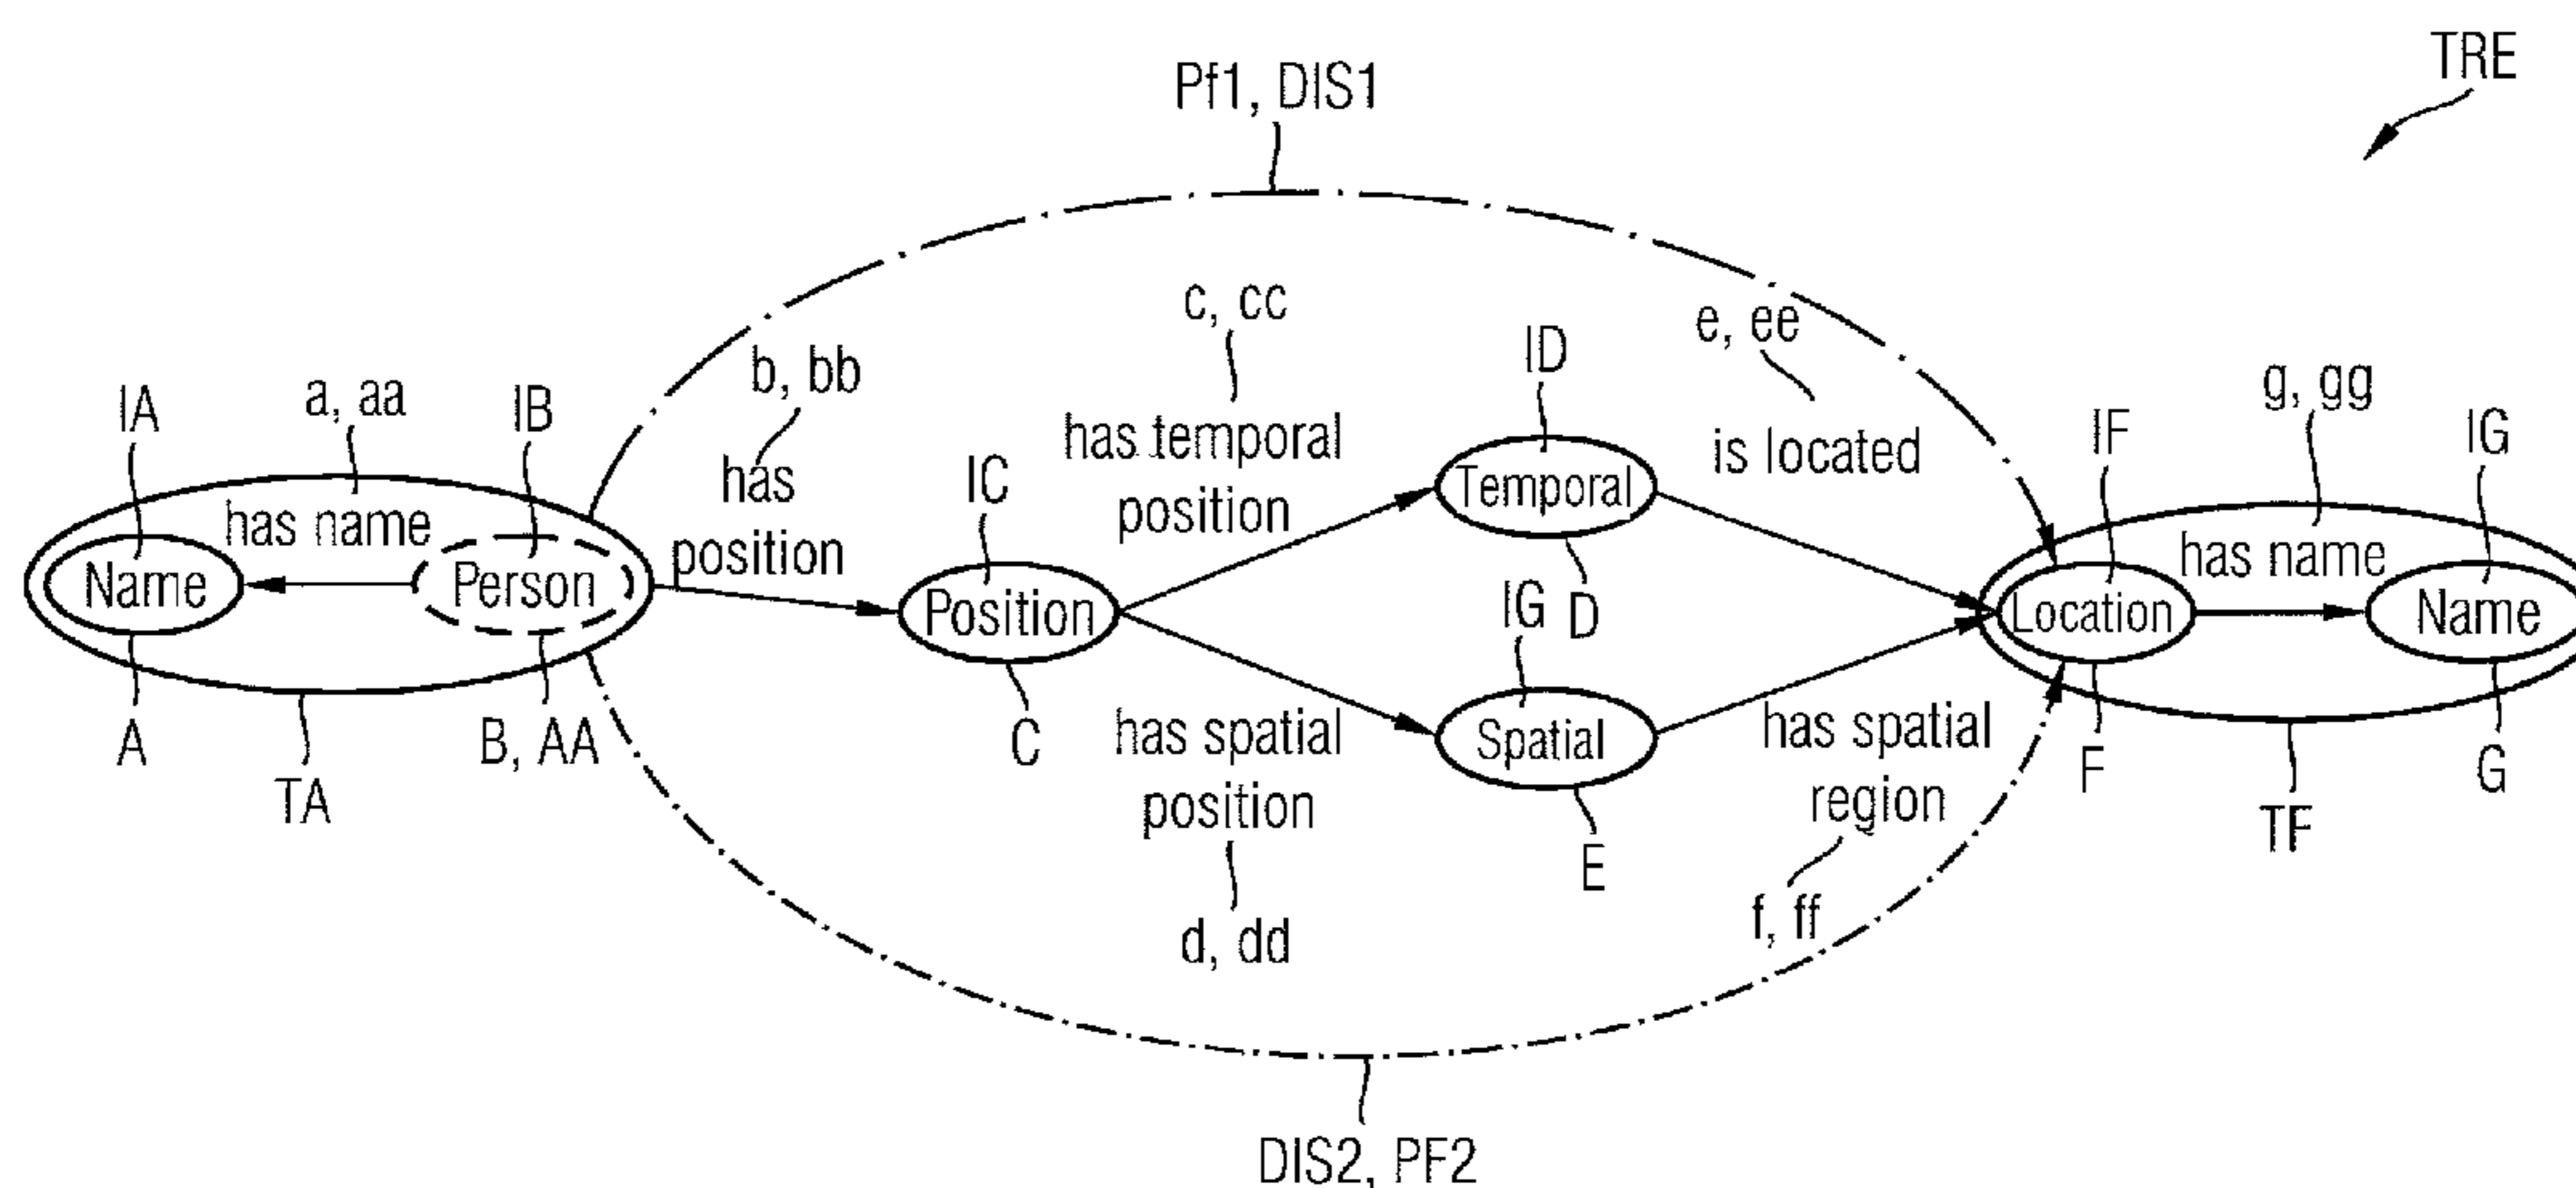 TRE
Pf1, DIS1
c, cc
e, ee
ID
b, bb
a, aa
g, gg
IA
IB
IF
IG
has temporal
position
is located
has
position
IC
Temporal
has name
has name
Name
Person
Position
IG
D
Location
Name
A
B, AA
C
has spatial
position
Spatial
has spatial
region
F
G
TA
TF
E
d, dd
f, ff
DIS2, PF2